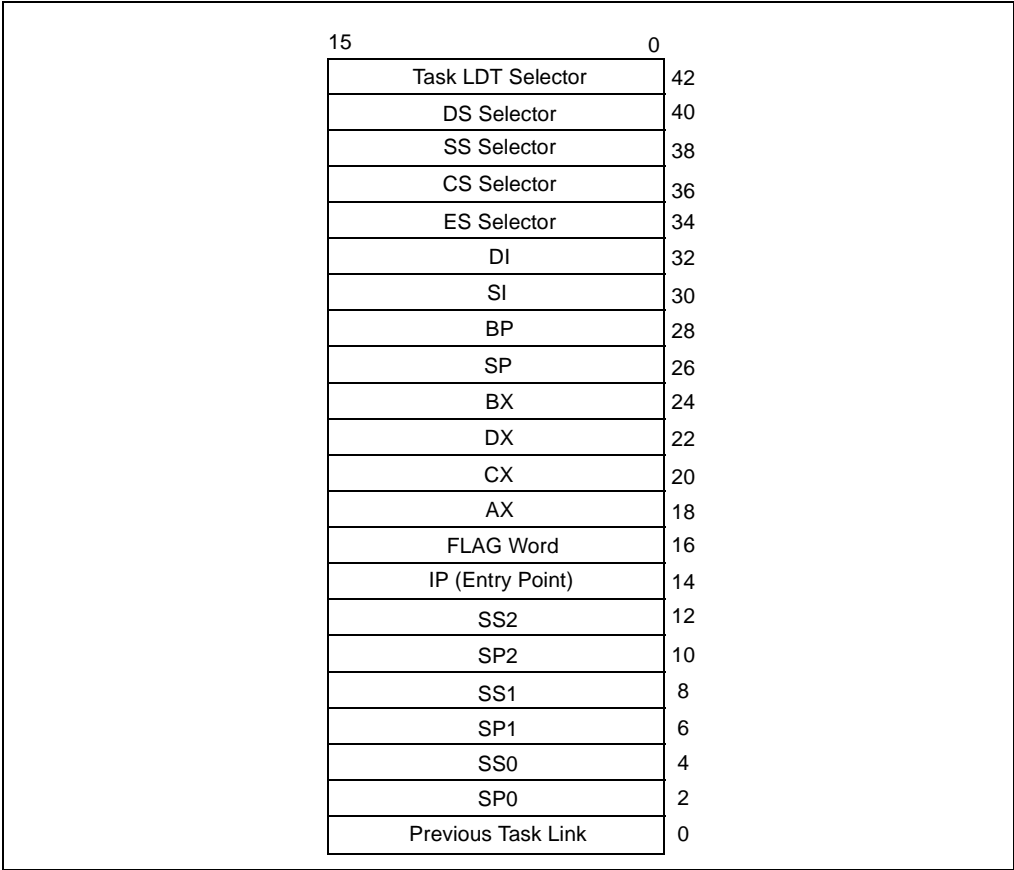 15 0
Task LDT Selector 42
DS Selector 40
SS Selector 38
CS Selector 36
ES Selector 34
DI 32
SI 30
BP 28
SP 26
BX 24
DX 22
CX 20
AX 18
FLAG Word 16
IP (Entry Point) 14
SS2 12
SP2 10
SS1 8
SP1 6
SS0 4
SP0 2
Previous Task Link 0